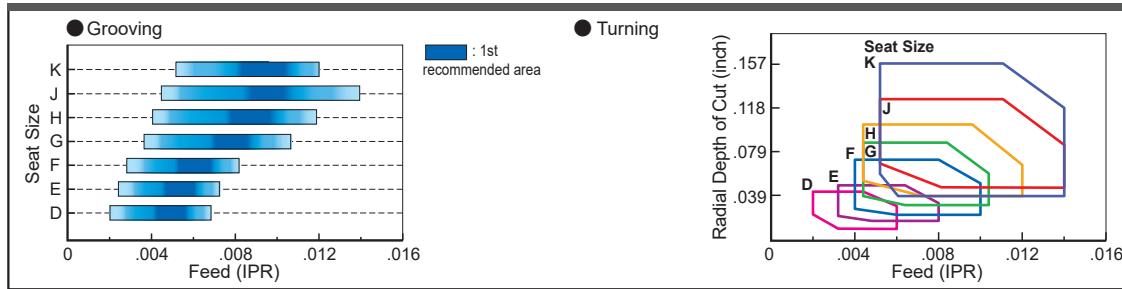 Grooving
K
J
H
G
F
E
D
Seat Size
0
.004
.008
.012
.016
Feed (IPR)
: 1st
recommended area
Turning
Seat Size
K
J
H
G
F
E
D
.157
.118
.079
.039
Radial Depth of Cut (inch)
0
.004
.008
.012
.016
Feed (IPR)